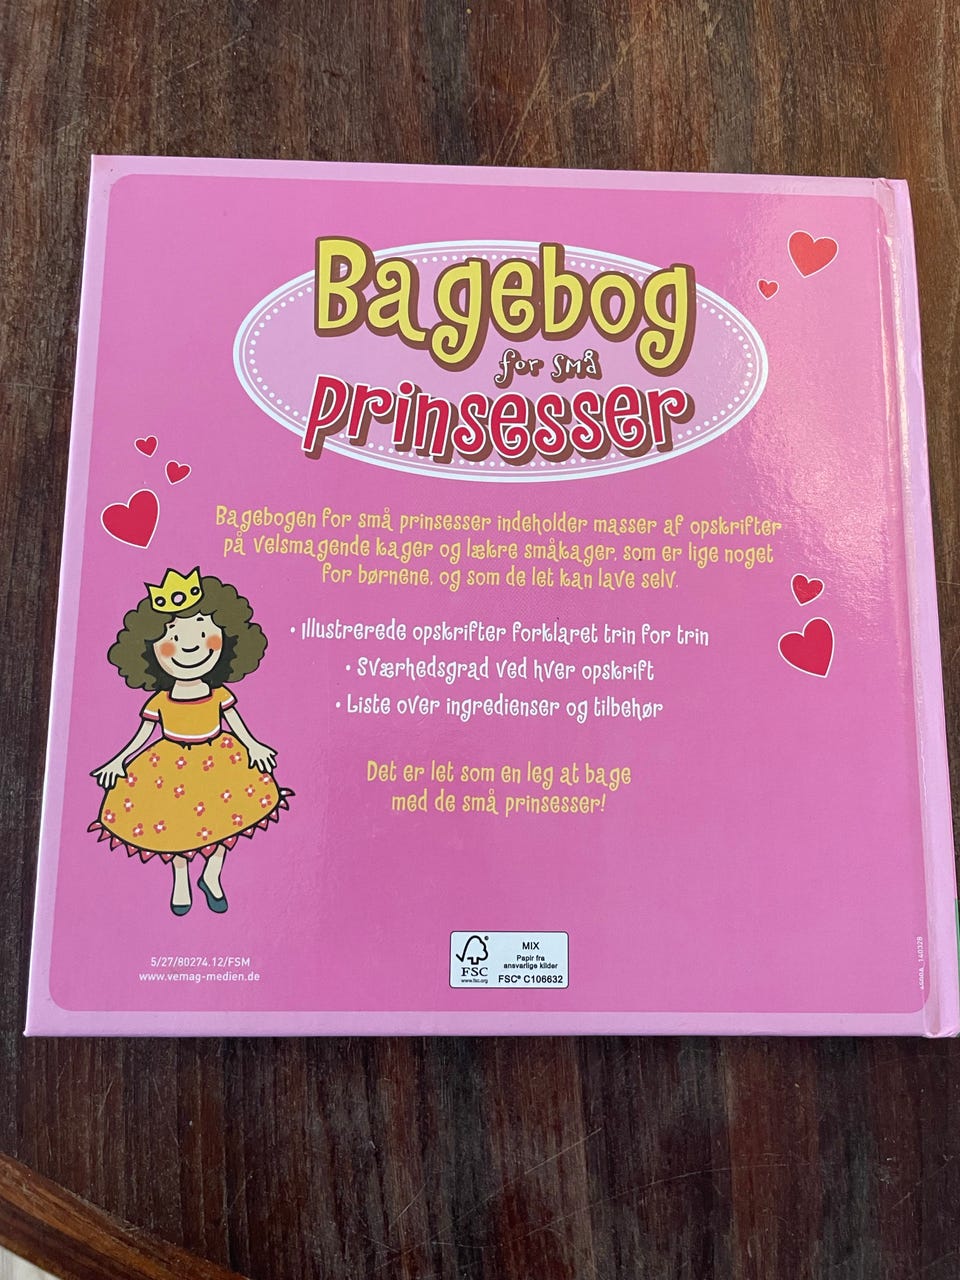 Bagebog
for små
prinsesser
Bagebogen for små prinsesser indeholder masser af opskrifter
på velsmagende kager og lækre småkager, som er lige noget
for børnene, og som de let kan lave selv.
• Illustrerede opskrifter forklaret trin for trin
• Sværhedsgrad ved hver opskrift
• Liste over ingredienser og tilbehør
Det er let som en leg at bage
med de små prinsesser!
5/27/80274.12/FSM
www.vemag-medien.de
FSC
www.fsc.org
MIX
Papir fra
ansvarlige kilder
FSC® C106632